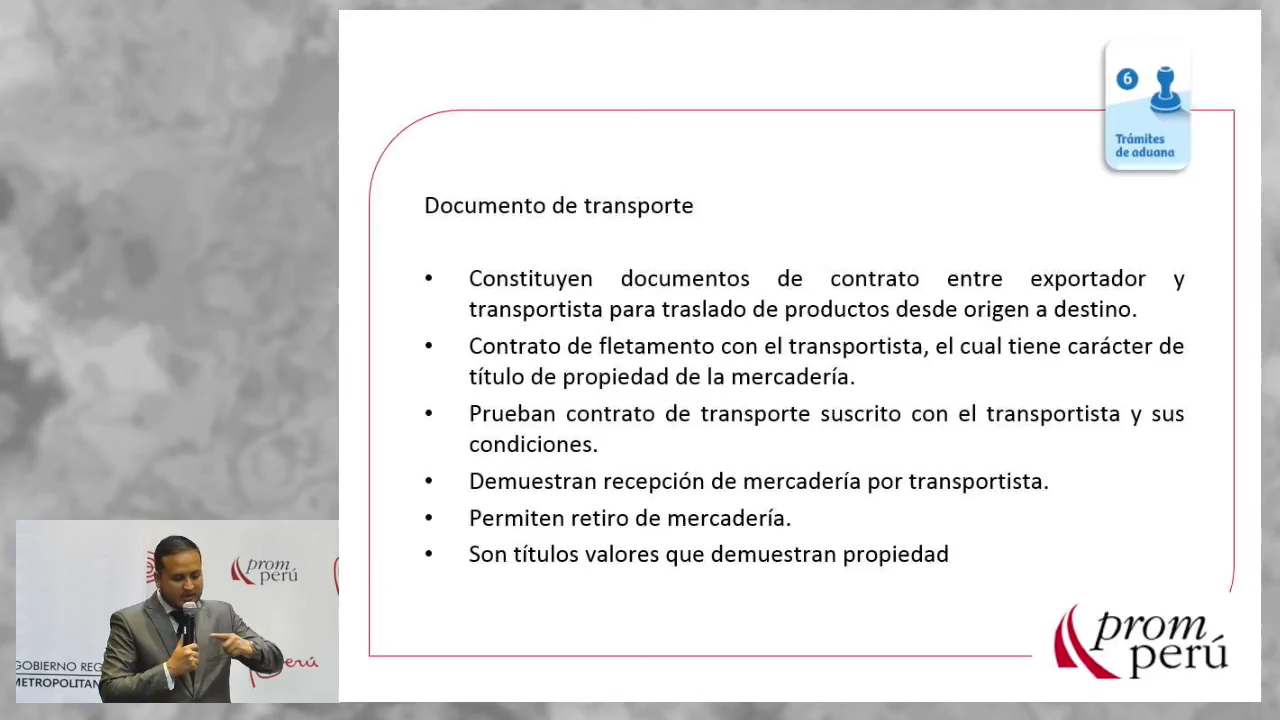 6
Trámites
de aduana
Documento de transporte
• Constituyen documentos de contrato entre exportador y
transportista para traslado de productos desde origen a destino.
• Contrato de fletamento con el transportista, el cual tiene carácter de
título de propiedad de la mercadería.
• Prueban contrato de transporte suscrito con el transportista y sus
condiciones.
• Demuestran recepción de mercadería por transportista.
• Permiten retiro de mercadería.
• Son títulos valores que demuestran propiedad
prom
perú
prom
perú
GOBIERNO REG
METROPOLITAN
perú